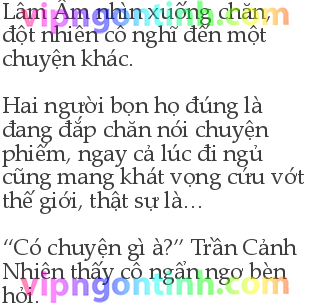 Lâm Âm nhìn xuống chăn,
đột nhiên cô nghĩ đến một
chuyện khác.
Hai người bọn họ đúng là
đang đắp chăn nói chuyện
phiếm, ngay cả lúc đi ngủ
cũng mang khát vọng cứu vớt
thế giới, thật sự là...
“Có chuyện gì à?” Trần Cảnh
Nhiên thấy cô ngẩn ngơ bèn
hỏi.
vipngontinh.com
vipngontinh.com